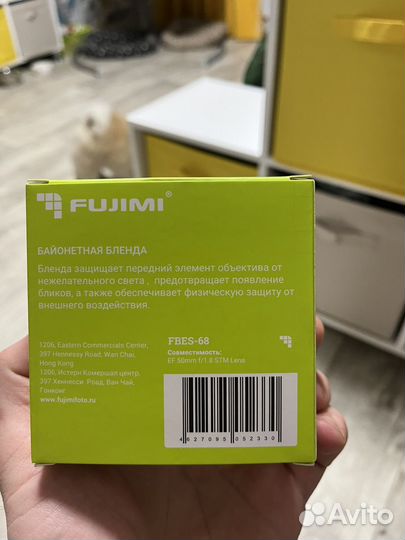 FUJIMI®
БАЙОНЕТНАЯ БЛЕНДА
Бленда защищает передний элемент объектива от
нежелательного света , предотвращает появление
бликов, а также обеспечивает физическую защиту от
внешнего воздействия.
FBES-68
Совместимость:
EF 50mm f/1.8 STM Lens
1206, Eastern Commercial Center,
397 Hennessy Road, Wan Chai,
Hong Kong
1206, Истерн Комершал центр,
397 Хеннесси Роад, Ван Чай,
Гонконг
www.fujimifoto.ru
4 627095 052330
Avito